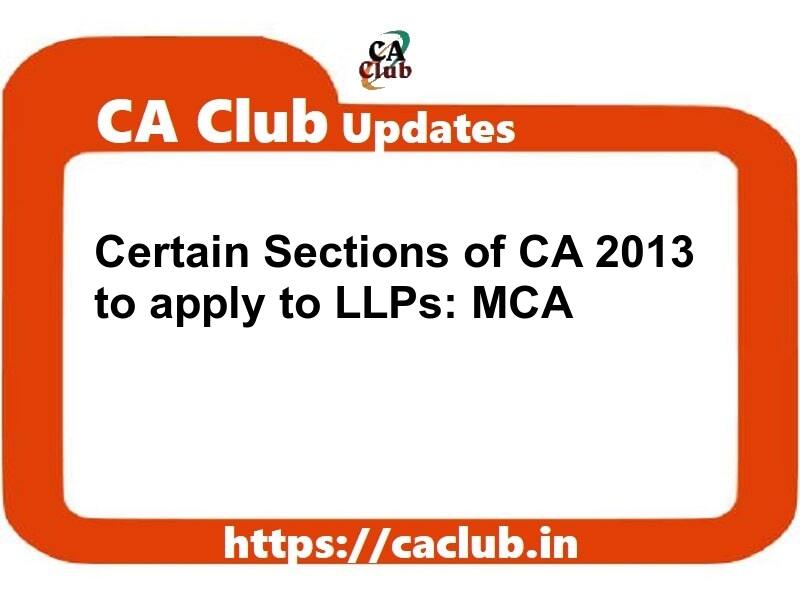 CA
Club
CA Club Updates
Certain Sections of CA 2013
to apply to LLPs: MCA
https://caclub.in